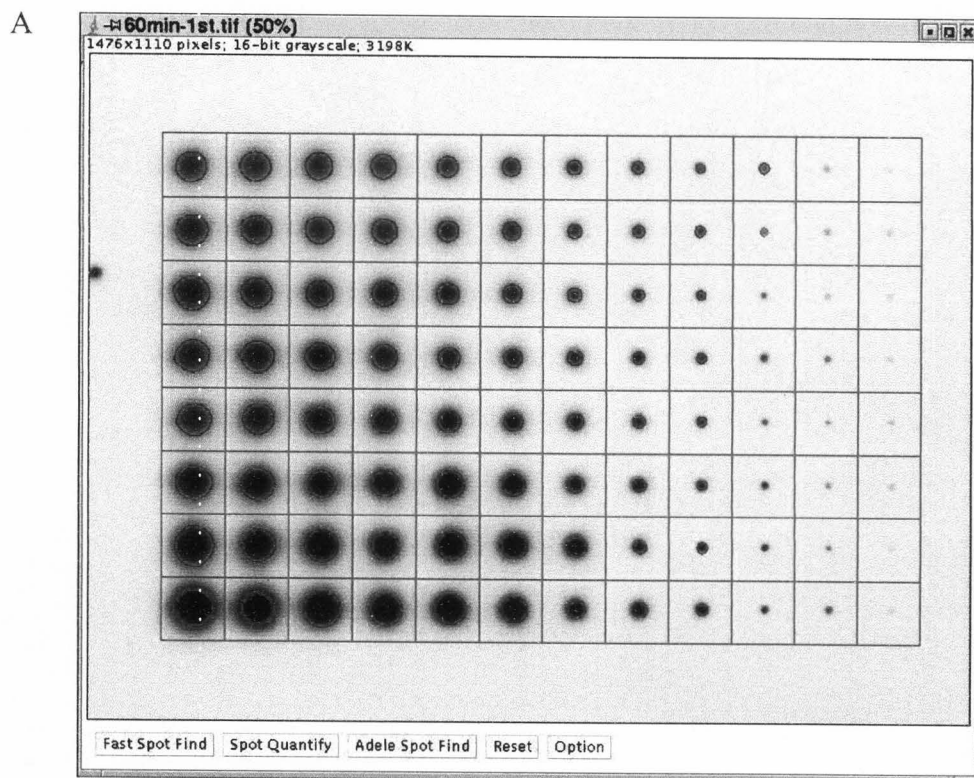 A
60min-1st.tif (50%)
1476x1110 pixels; 16-bit grayscale; 3198K
Fast Spot Find Spot Quantify Adele Spot Find Reset Option